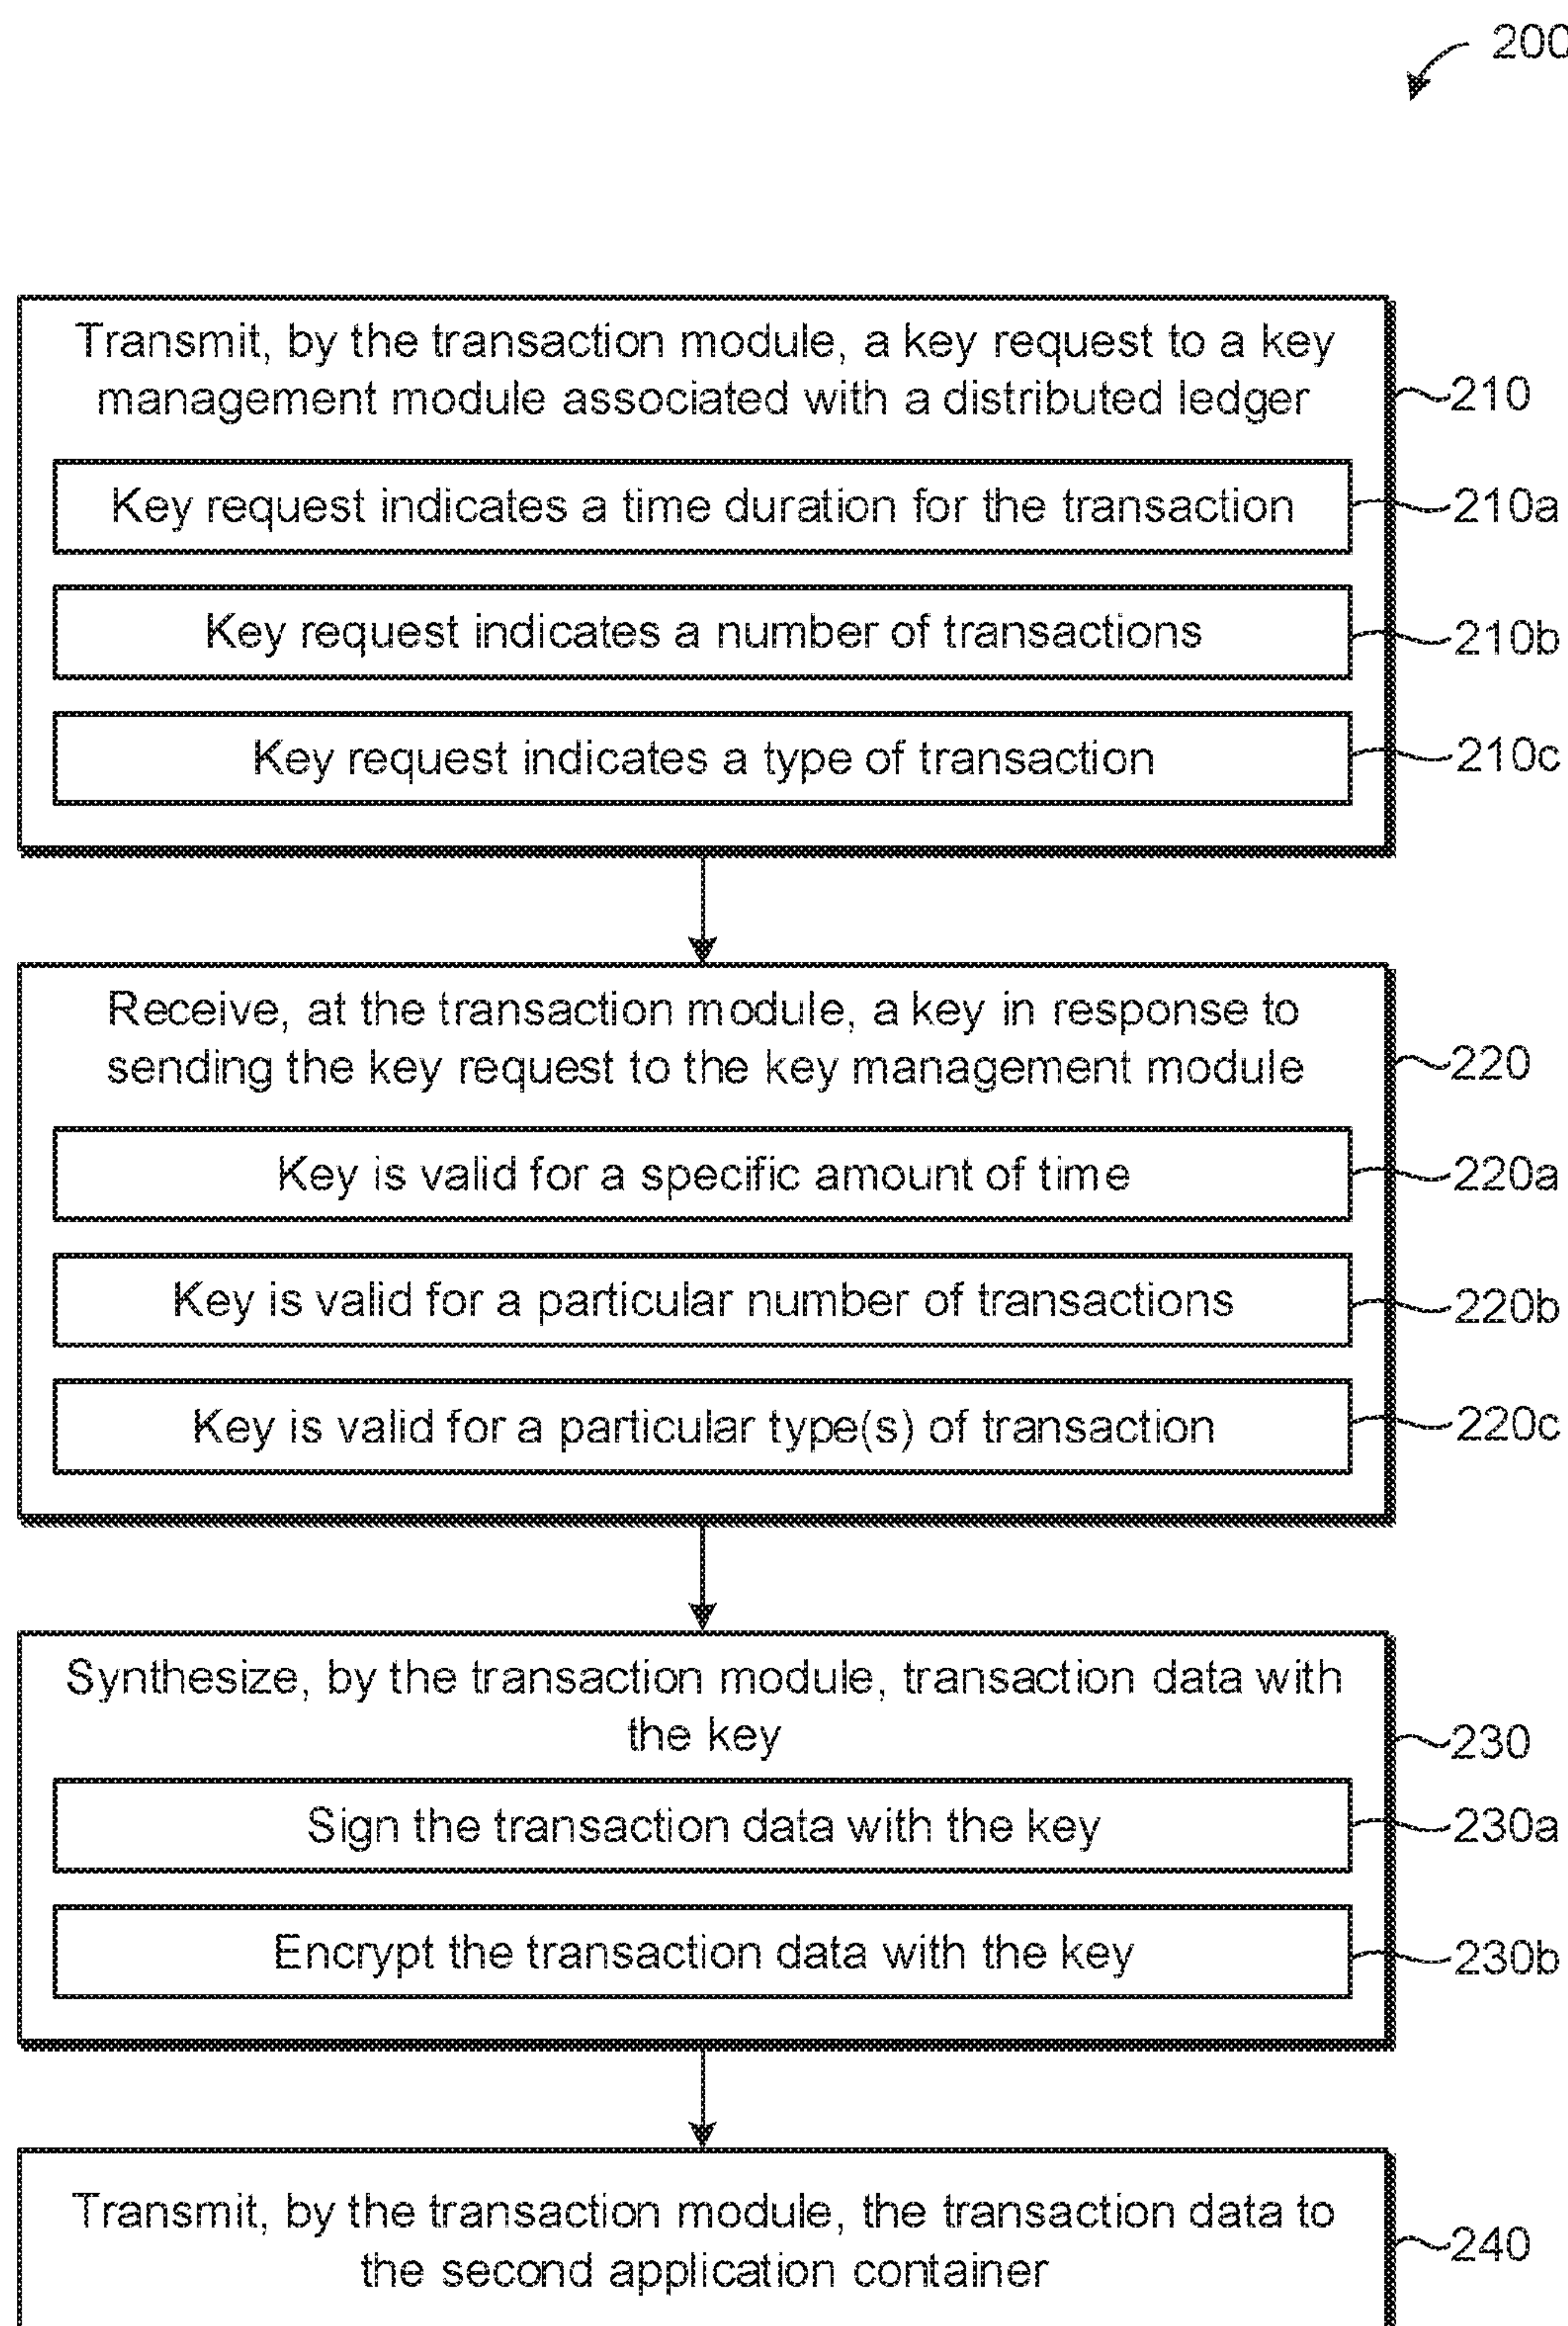 200
Transmit, by the transaction module, a key request to a key
management module associated with a distributed ledger
210
Key request indicates a time duration for the transaction
210a
Key request indicates a number of transactions
210b
Key request indicates a type of transaction
210c
Receive, at the transaction module, a key in response to
sending the key request to the key management module
220
Key is valid for a specific amount of time
220a
Key is valid for a particular number of transactions
220b
Key is valid for a particular type(s) of transaction
220c
Synthesize, by the transaction module, transaction data with
the key
230
Sign the transaction data with the key
230a
Encrypt the transaction data with the key
230b
Transmit, by the transaction module, the transaction data to
the second application container
240